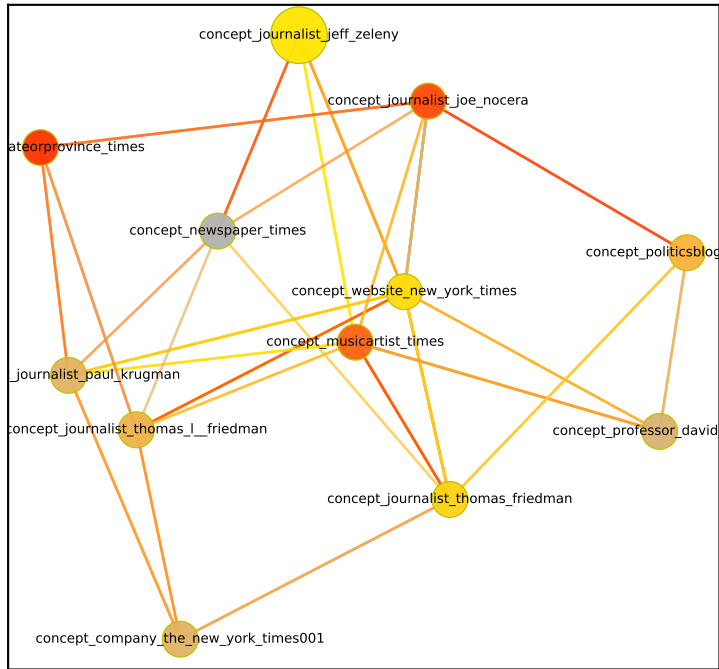 concept_journalist_jeff_zeleny
concept_journalist_joe_nocera
ateorprovince_times
concept_newspaper_times
concept_politicsblog
concept_website_new_york_times
concept_musicartist_times
_journalist_paul_krugman
concept_journalist_thomas_l__friedman
concept_professor_david
concept_journalist_thomas_friedman
concept_company_the_new_york_times001